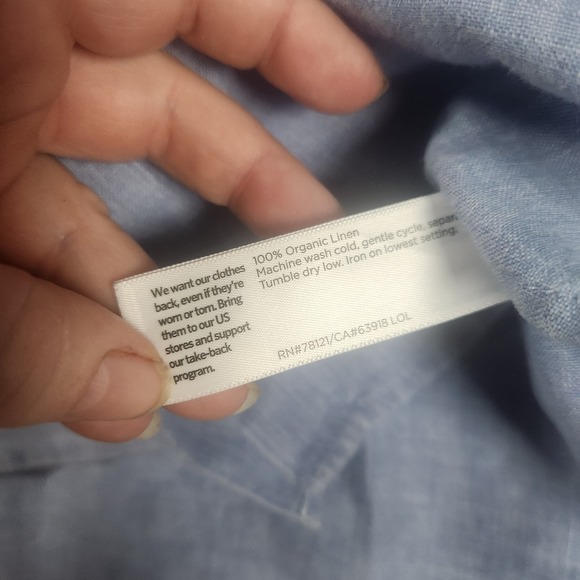 We want our clothes
back, even if they're
worn or torn. Bring
them to our US
stores and support
our take-back
program.
100% Organic Linen
Machine wash cold, gentle cycle,
Tumble dry low. Iron on lowest setting.
RN#78121/CA#63918 LOL